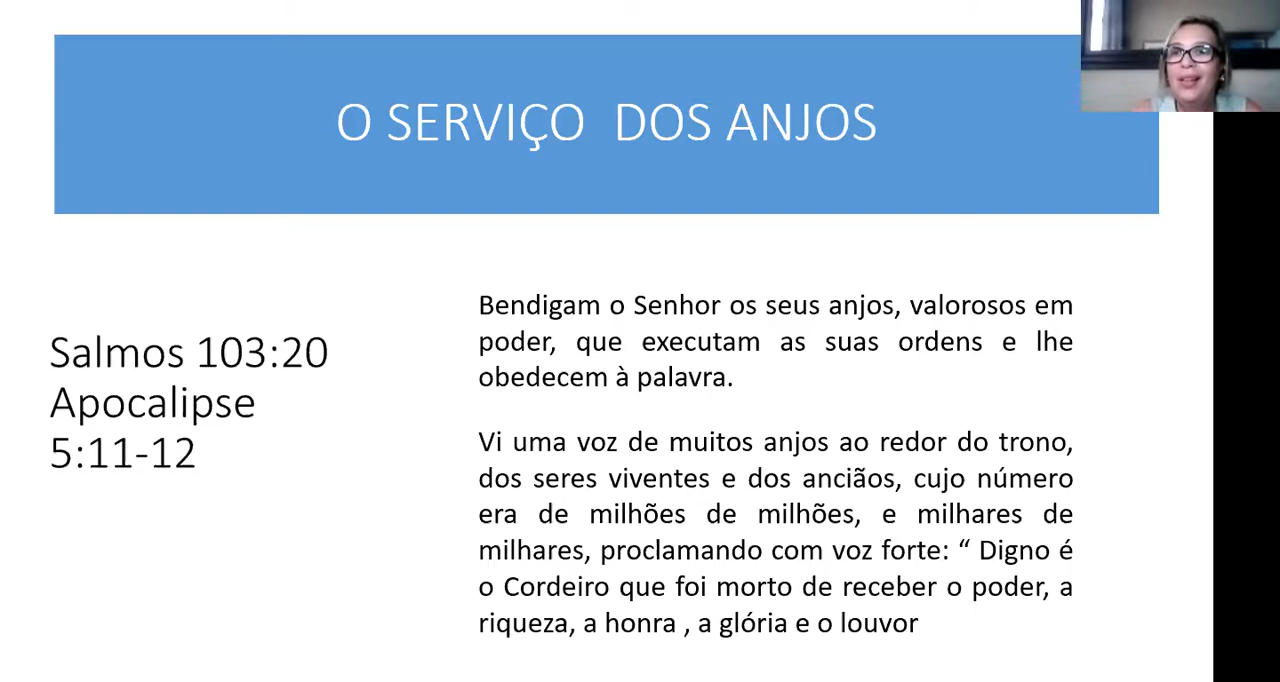 O SERVIÇO  DOS ANJOS
Salmos 103:20
Apocalipse
5:11-12
Bendigam o Senhor os seus anjos, valorosos em
poder, que executam as suas ordens e lhe
obedecem à palavra.
Vi uma voz de muitos anjos ao redor do trono,
dos seres viventes e dos anciãos, cujo número
era de milhões de milhões, e milhares de
milhares, proclamando com voz forte: “ Digno é
o Cordeiro que foi morto de receber o poder, a
riqueza, a honra , a glória e o louvor